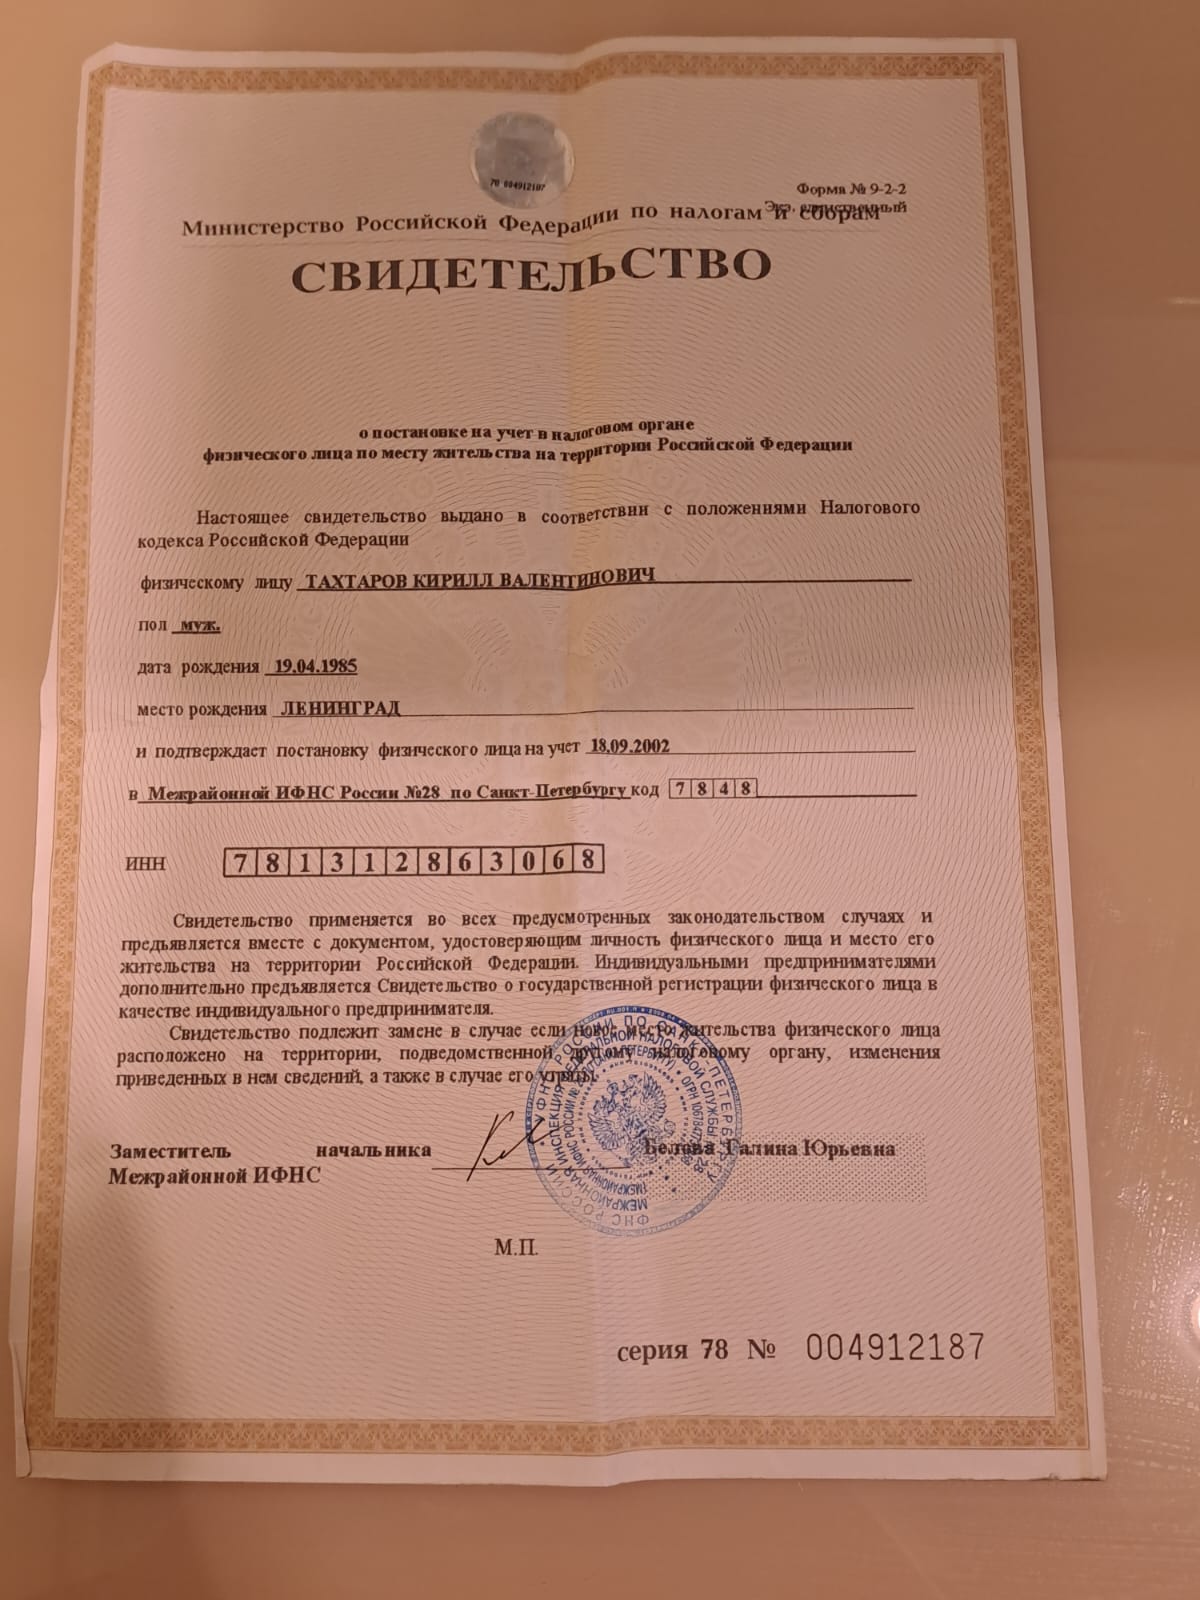 78 004912187
Форма № 9-2-2
Экз. единственный
Министерство Российской Федерации по налогам и сборам
СВИДЕТЕЛЬСТВО
о постановке на учет в налоговом органе
физического лица по месту жительства на территории Российской Федерации
Настоящее свидетельство выдано в соответствии с положениями Налогового
кодекса Российской Федерации
физическому лицу ТАХТАРОВ КИРИЛЛ ВАЛЕНТИНОВИЧ
пол муж.
дата рождения 19.04.1985
место рождения ЛЕНИНГРАД
и подтверждает постановку физического лица на учет 18.09.2002
в Межрайонной ИФНС России №28 по Санкт-Петербургу код 7848
ИНН 781312863068
Свидетельство применяется во всех предусмотренных законодательством случаях и
предъявляется вместе с документом, удостоверяющим личность физического лица и место его
жительства на территории Российской Федерации. Индивидуальными предпринимателями
дополнительно предъявляется Свидетельство о государственной регистрации физического лица в
качестве индивидуального предпринимателя.
Свидетельство подлежит замене в случае если новое место жительства физического лица
расположено на территории, подведомственной другому налоговому органу, изменения
приведенных в нем сведений, а также в случае его утраты.
Заместитель начальника
Межрайонной ИФНС
Белова Галина Юрьевна
М.П.
серия 78 № 004912187